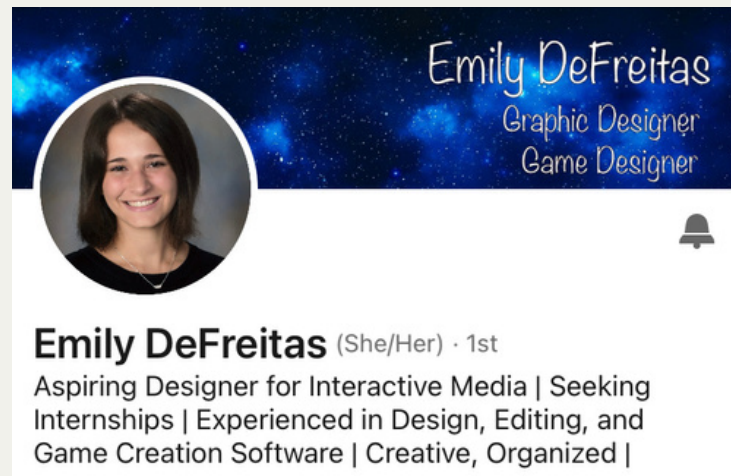 Emily DeFreitas
Graphic Designer
Game Designer
Emily DeFreitas (She/Her) · 1st
Aspiring Designer for Interactive Media | Seeking
Internships | Experienced in Design, Editing, and
Game Creation Software | Creative, Organized |